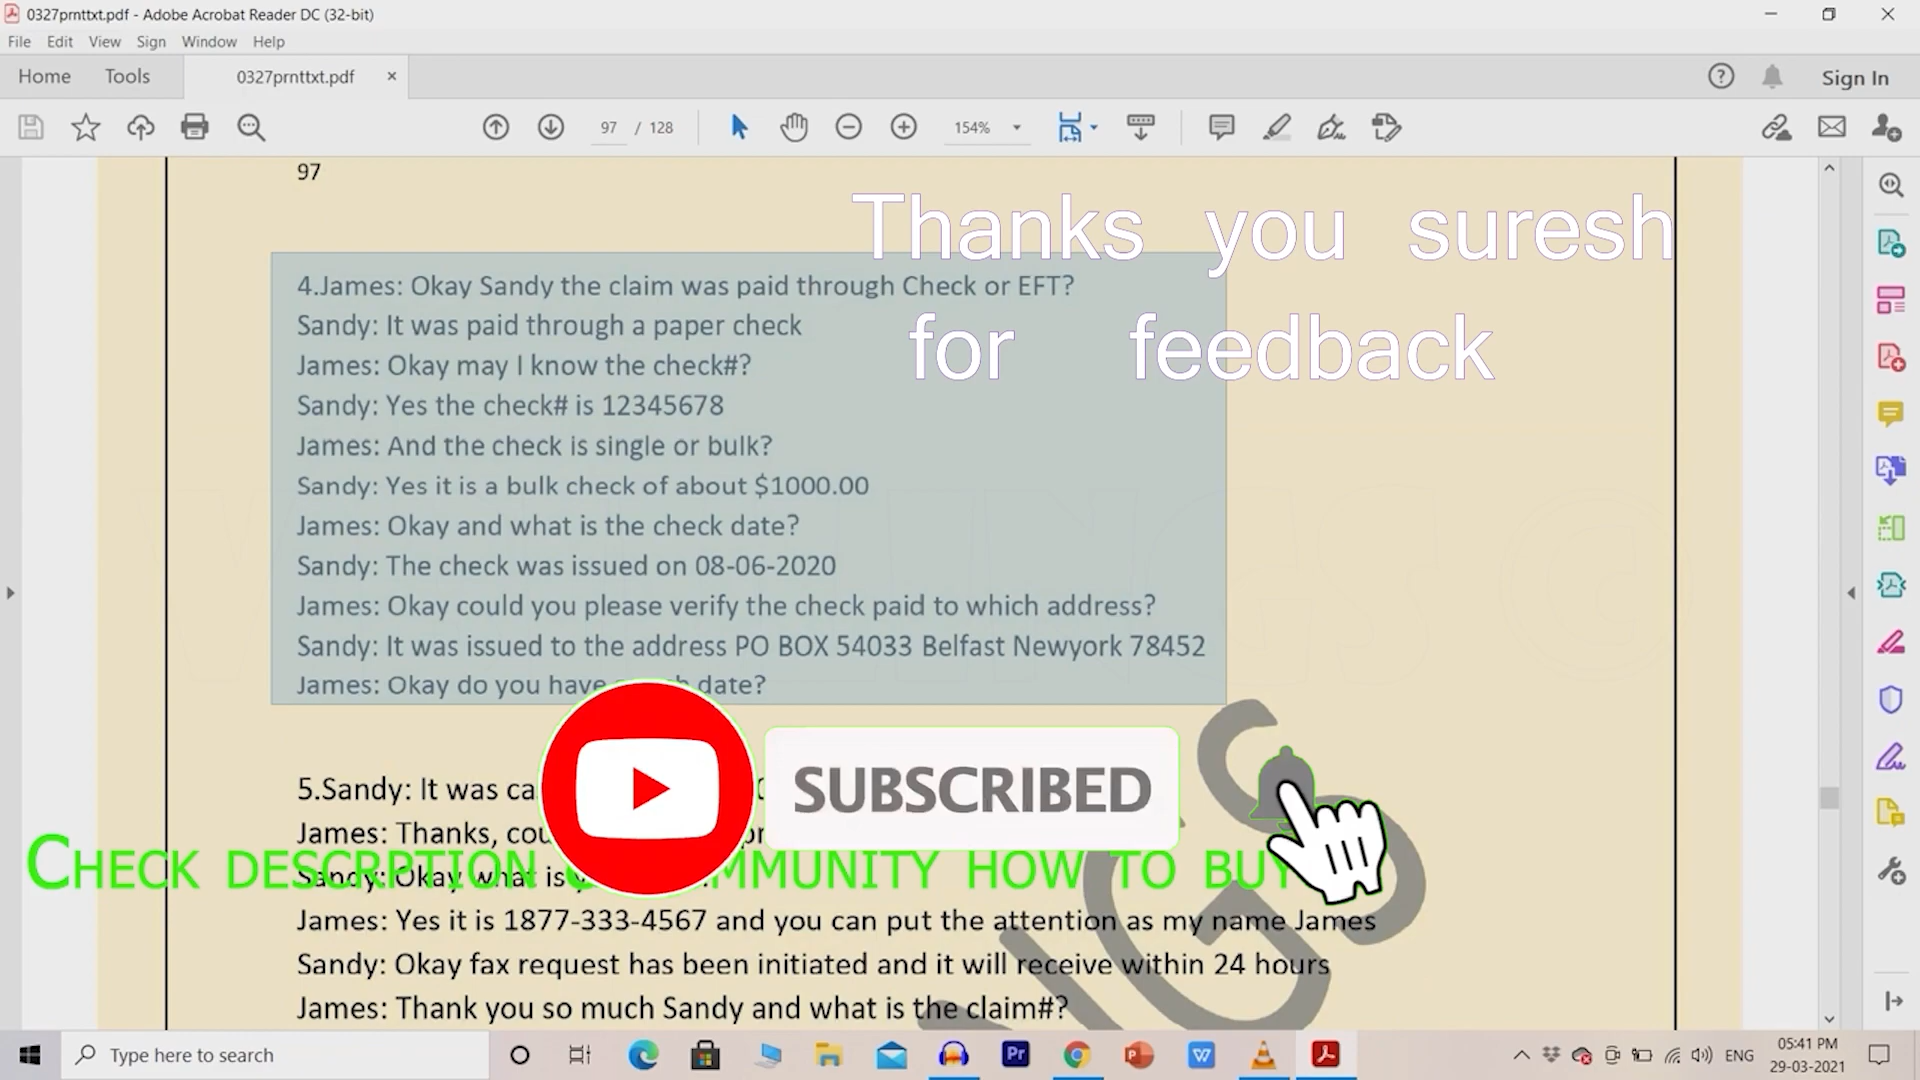 0327prnttxt.pdf - Adobe Acrobat Reader DC (32-bit)
File Edit View Sign Window Help
Home Tools 0327prnttxt.pdf × Sign In
97 / 128 154%
97
Thanks you suresh
for feedback
4.James: Okay Sandy the claim was paid through Check or EFT?
Sandy: It was paid through a paper check
James: Okay may I know the check#?
Sandy: Yes the check# is 12345678
James: And the check is single or bulk?
Sandy: Yes it is a bulk check of about $1000.00
James: Okay and what is the check date?
Sandy: The check was issued on 08-06-2020
James: Okay could you please verify the check paid to which address?
Sandy: It was issued to the address PO BOX 54033 Belfast Newyork 78452
James: Okay do you have date?
SUBSCRIBED
5.Sandy: It was
James: Thanks,
CHECK DESCRPTION HOW TO BUY
Sandy: Okay what is
James: Yes it is 1877-333-4567 and you can put the attention as my name James
Sandy: Okay fax request has been initiated and it will receive within 24 hours
James: Thank you so much Sandy and what is the claim#?
Type here to search
Pr
W
ENG
05:41 PM
29-03-2021